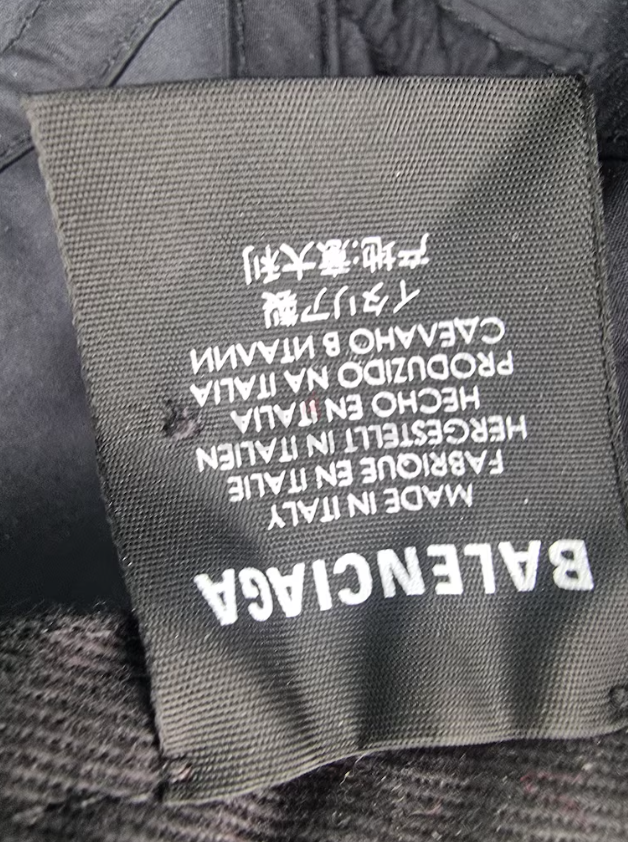 BALENCIAGA
MADE IN ITALY
FABRIQUE EN ITALIE
HERGESTELLT IN ITALIEN
HECHO EN ITALIA
PRODUZIDO NA ITALIA
СДЕЛАНО В ИТАЛИИ
イタリア製
产地:意大利